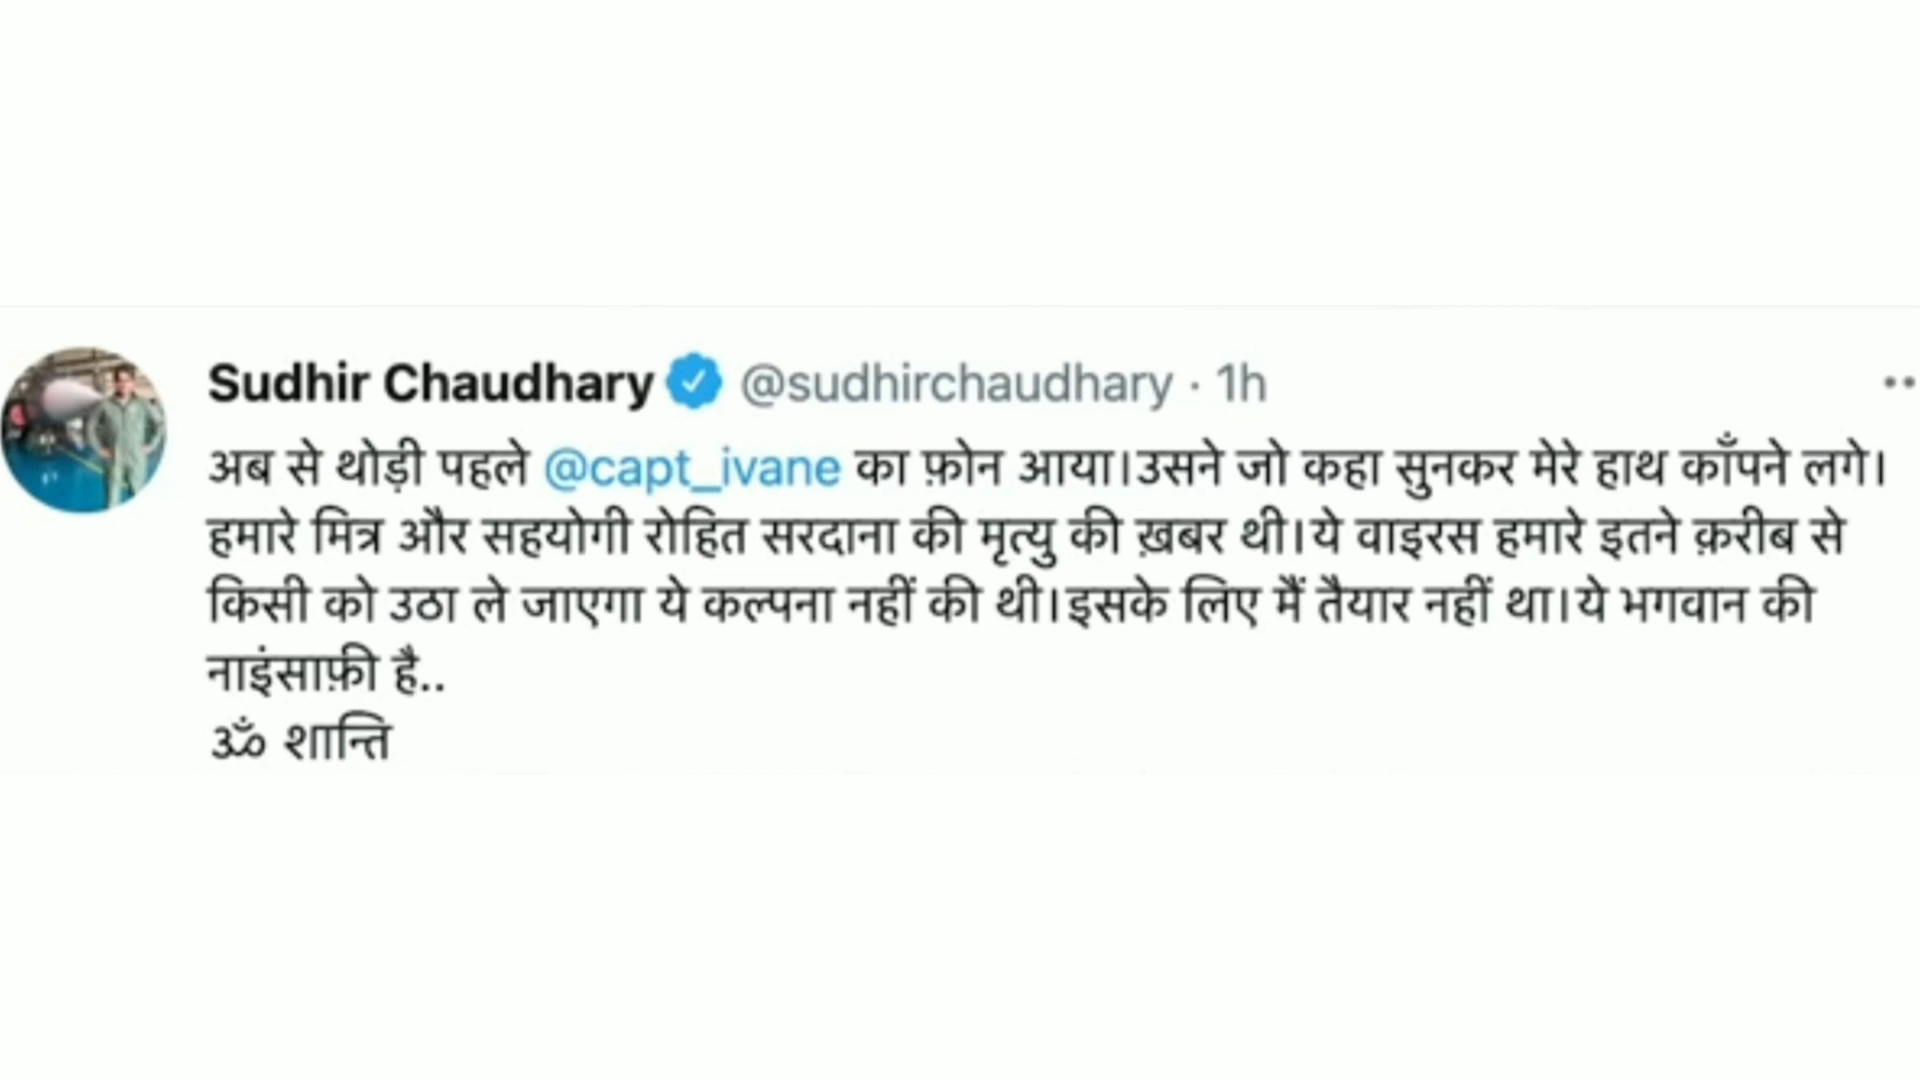 Sudhir Chaudhary @sudhirchaudhary · 1h
अब से थोड़ी पहले @capt_ivane का फ़ोन आया।उसने जो कहा सुनकर मेरे हाथ काँपने लगे।
हमारे मित्र और सहयोगी रोहित सरदाना की मृत्यु की ख़बर थी।ये वाइरस हमारे इतने क़रीब से
किसी को उठा ले जाएगा ये कल्पना नहीं की थी।इसके लिए मैं तैयार नहीं था।ये भगवान की
नाइंसाफ़ी है..
ॐ शान्ति